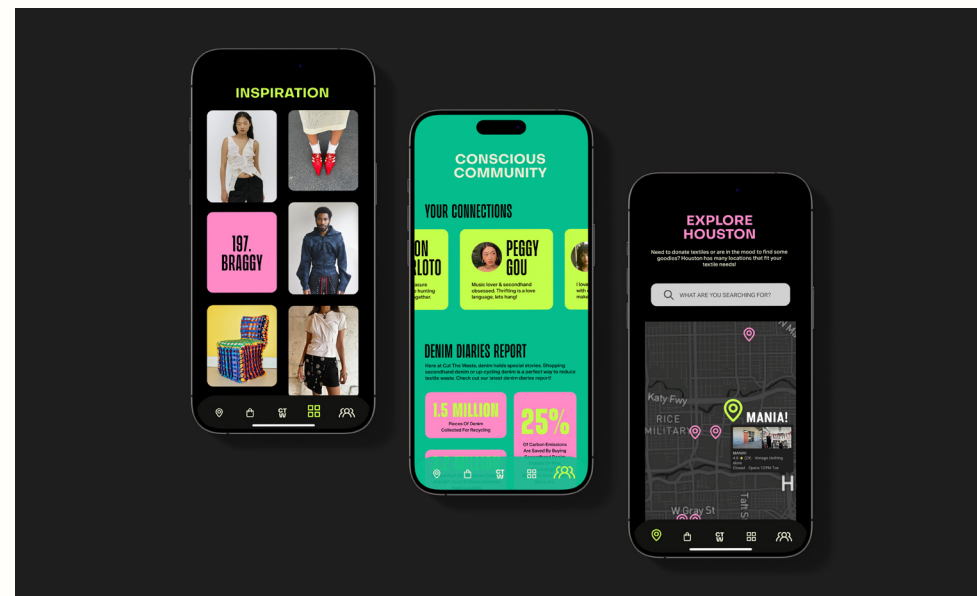 INSPIRATION
197.
BRAGGY
CONSCIOUS
COMMUNITY
YOUR CONNECTIONS
ON
RLOTO
PEGGY
GOU
Music lover & secondhand
obsessed. Thrifting is a love
language, lets hang!
DENIM DIARIES REPORT
Here at Cut The Waste, denim holds special stories. Shopping
secondhand denim or up-cycling denim is a perfect way to reduce
textile waste. Check out our latest denim diaries report!
1.5 MILLION
Pieces Of Denim
Collected For Recycling
25%
Of Carbon Emissions
Are Saved By Buying
EXPLORE
HOUSTON
Need to donate textiles or are in the mood to find some
goodies? Houston has many locations that fit your
textile needs!
WHAT ARE YOU SEARCHING FOR?
Katy Fwy
RICE
MILITARY
MANIA!
W Gray St
Taft S
H
CT
W